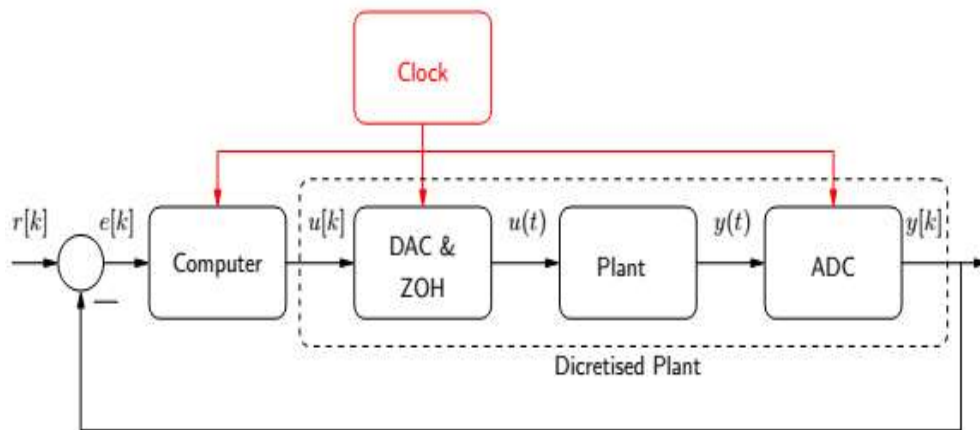 Clock
r[k]
e[k]
Computer
u[k]
DAC &
ZOH
u(t)
Plant
y(t)
ADC
y[k]
Dicretised Plant